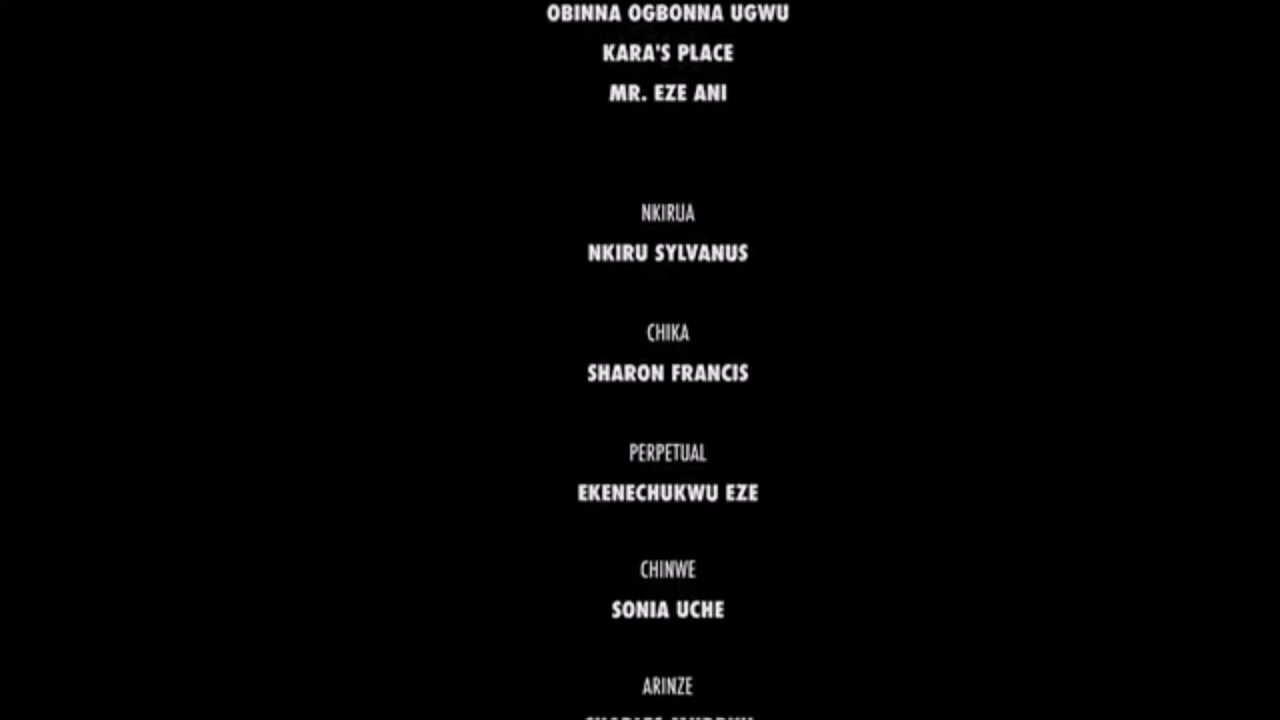 OBINNA OGBONNA UGWU
KARA'S PLACE
MR. EZE ANI
NKIRUA
NKIRU SYLVANUS
CHIKA
SHARON FRANCIS
PERPETUAL
EKENECHUKWU EZE
CHINWE
SONIA UCHE
ARINZE